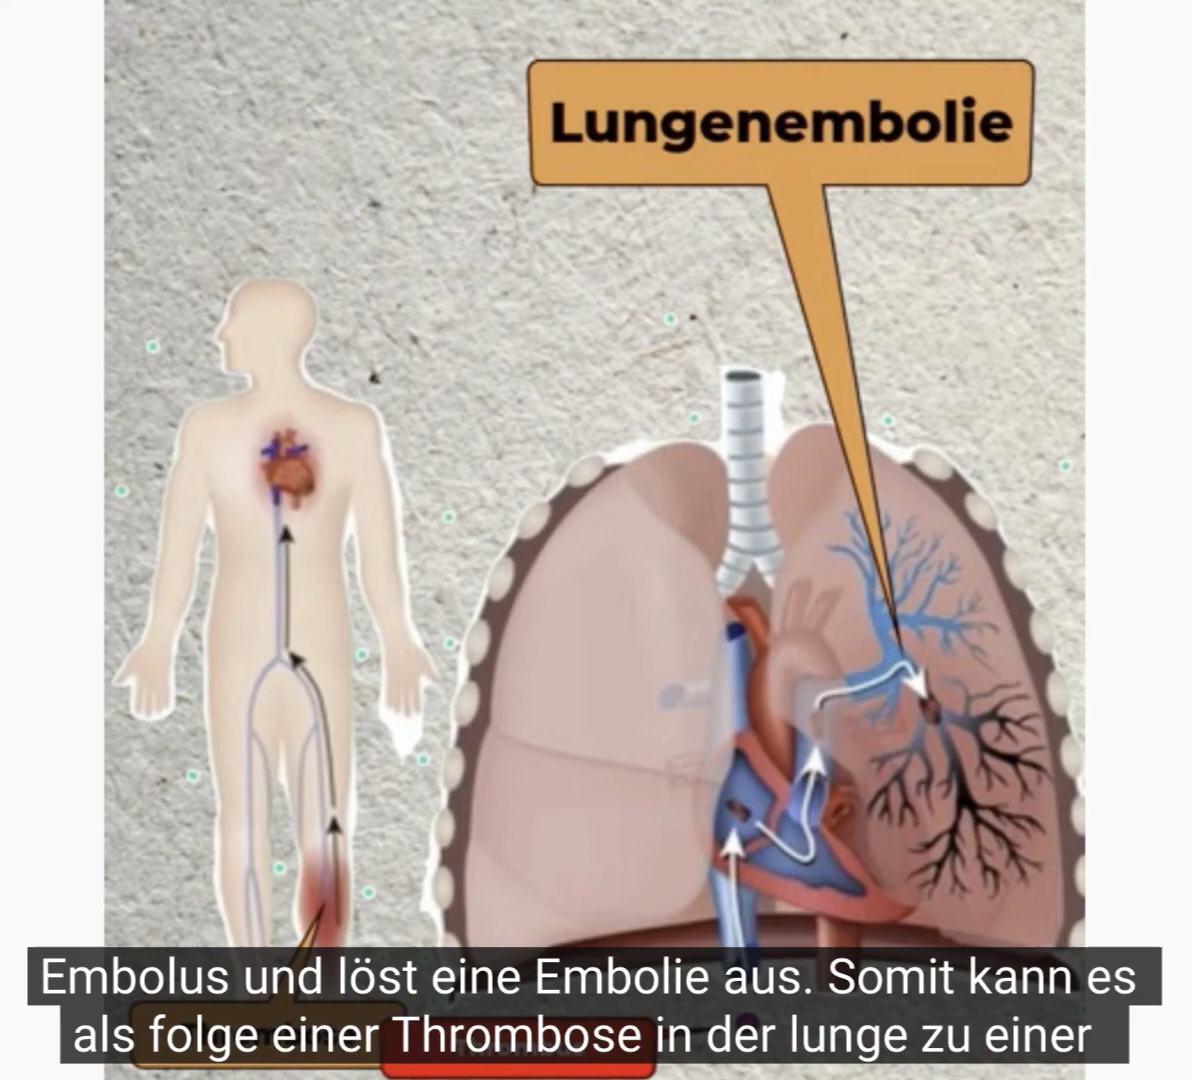 Lungenembolie
Embolus und löst eine Embolie aus. Somit kann es
als folge einer Thrombose in der lunge zu einer